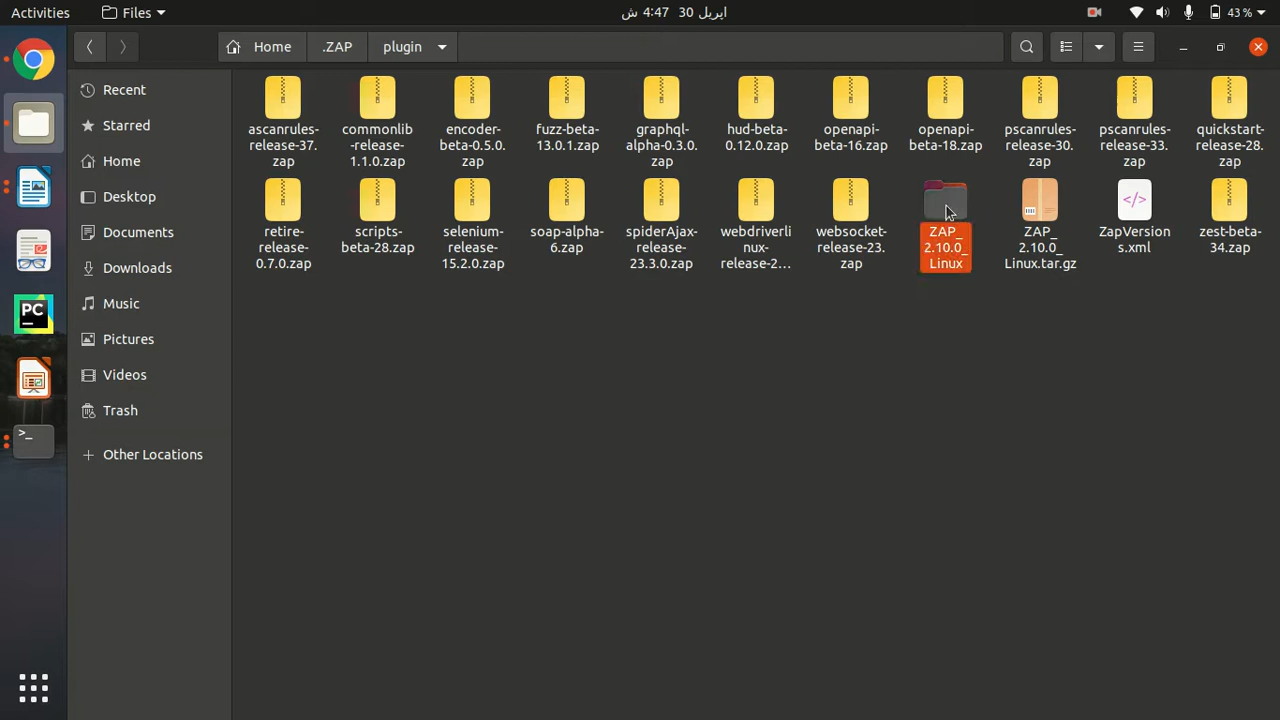 Activities
Files
اپریل 30  4:47 ش
43 %
Home
.ZAP
plugin
Recent
Starred
Home
Desktop
Documents
Downloads
Music
Pictures
Videos
Trash
+ Other Locations
ascanrules-
release-37.
zap
commonlib
-release-
1.1.0.zap
encoder-
beta-0.5.0.
zap
fuzz-beta-
13.0.1.zap
graphql-
alpha-0.3.0.
zap
hud-beta-
0.12.0.zap
openapi-
beta-16.zap
openapi-
beta-18.zap
pscanrules-
release-30.
zap
pscanrules-
release-33.
zap
quickstart-
release-28.
zap
retire-
release-
0.7.0.zap
scripts-
beta-28.zap
selenium-
release-
15.2.0.zap
soap-alpha-
6.zap
spiderAjax-
release-
23.3.0.zap
webdriverli
nux-
release-2...
websocket-
release-23.
zap
ZAP_
2.10.0_
Linux
ZAP_
2.10.0_
Linux.tar.gz
</>
ZapVersion
s.xml
zest-beta-
34.zap
PC
>_